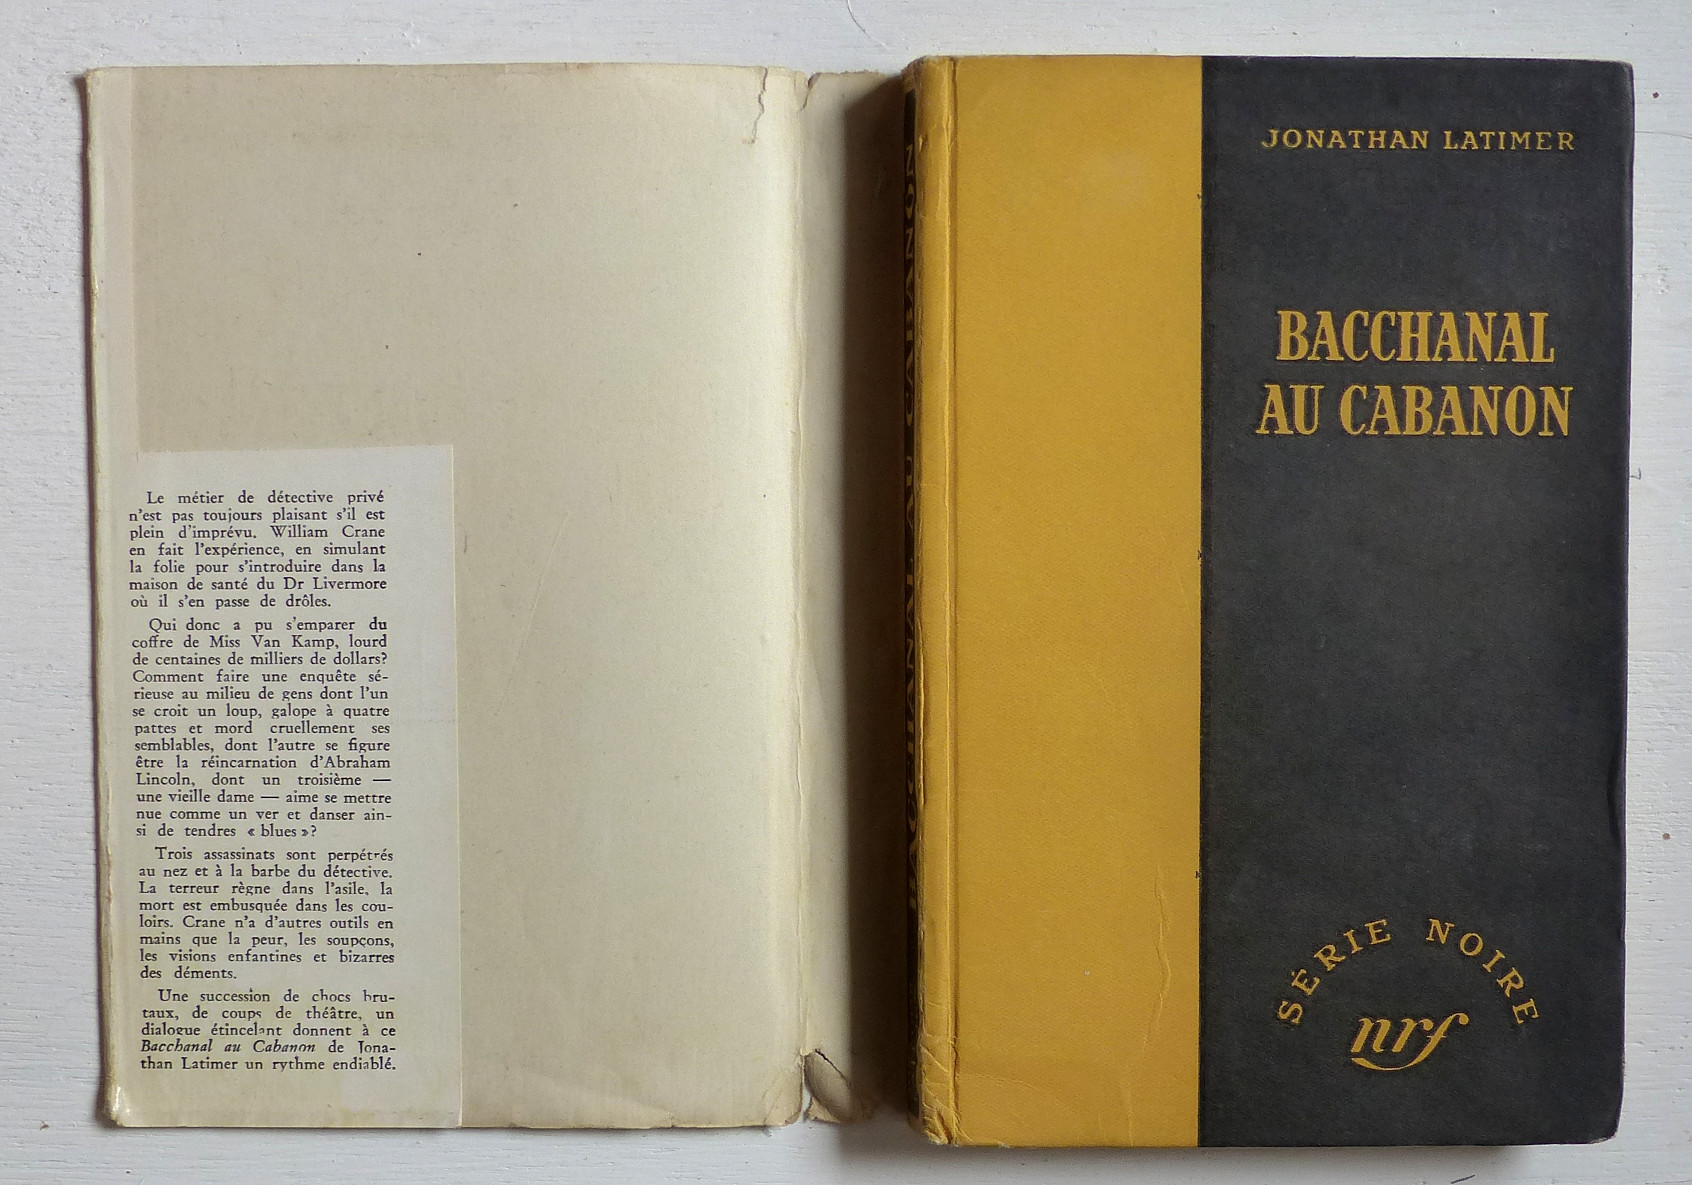 Le métier de détective privé
n'est pas toujours plaisant s'il est
plein d'imprévu. William Crane
en fait l'expérience, en simulant
la folie pour s'introduire dans la
maison de santé du Dr Livermore
où il s'en passe de drôles.
Qui donc a pu s'emparer du
coffre de Miss Van Kamp, lourd
de centaines de milliers de dollars?
Comment faire une enquête sé-
rieuse au milieu de gens dont l'un
se croit un loup, galope à quatre
pattes et mord cruellement ses
semblables, dont l'autre se figure
être la réincarnation d'Abraham
Lincoln, dont un troisième —
une vieille dame — aime se mettre
nue comme un ver et danser ain-
si de tendres « blues »?
Trois assassinats sont perpétrés
au nez et à la barbe du détective.
La terreur règne dans l'asile, la
mort est embusquée dans les cou-
loirs. Crane n'a d'autres outils en
mains que la peur, les soupçons,
les visions enfantines et bizarres
des déments.
Une succession de chocs bru-
taux, de coups de théâtre, un
dialogue étincelant donnent à ce
Bacchanal au Cabanon de Jona-
than Latimer un rythme endiablé.
BACCHANAL AU CABANON
JONATHAN LATIMER
BACCHANAL
AU CABANON
SÉRIE NOIRE
nrf